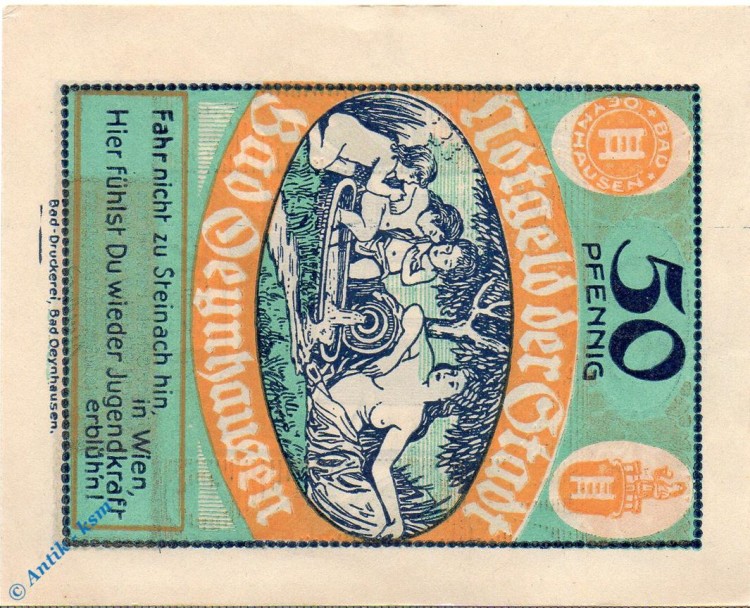 BAD OEYNHAUSEN
50
PFENNIG
Notgeld der Stadt
Bad Oeynhausen
Fahr nicht zu Steinach hin,
in Wien,
Hier fühlst Du wieder Jugendkraft
erblühn!
Bad-Druckerei, Bad Oeynhausen.
© Antik - ksm